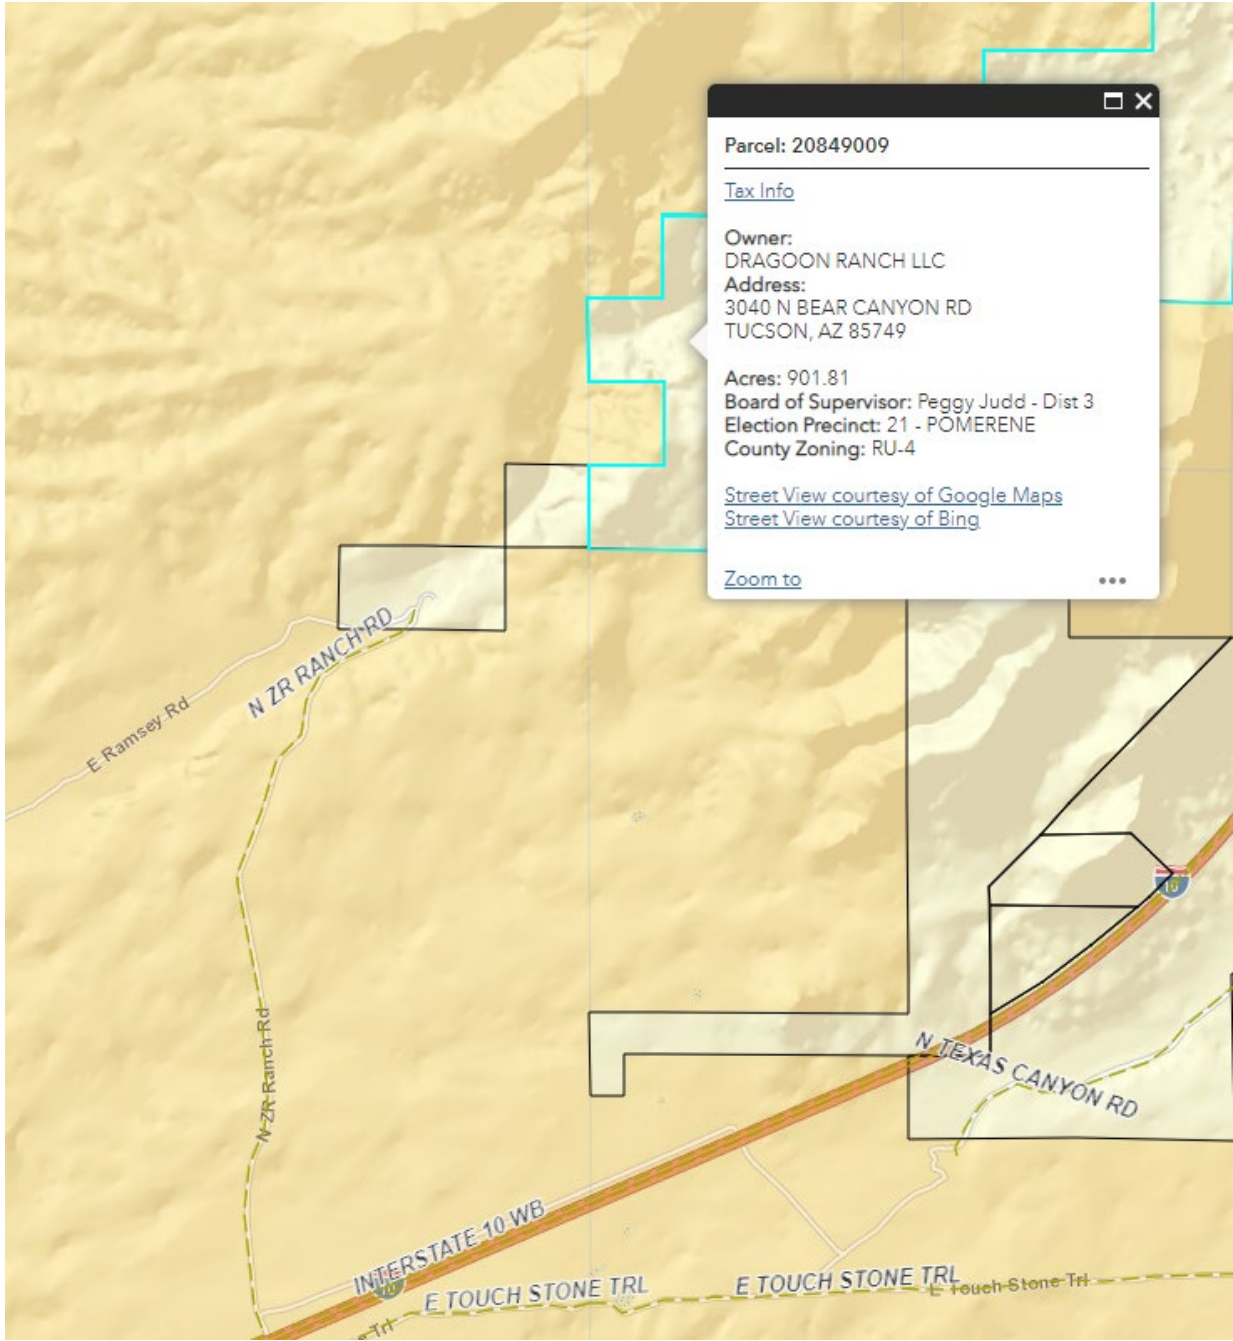 Parcel: 20849009
Tax Info
Owner:
DRAGOON RANCH LLC
Address:
3040 N BEAR CANYON RD
TUCSON, AZ 85749
Acres: 901.81
Board of Supervisor: Peggy Judd - Dist 3
Election Precinct: 21 - POMERENE
County Zoning: RU-4
Street View courtesy of Google Maps
Street View courtesy of Bing
Zoom to
N ZR RANCH RD
E Ramsey Rd
10
N TEXAS CANYON RD
N ZR Ranch Rd
INTERSTATE 10 WB
10
E TOUCH STONE TRL
E TOUCH STONE TRL
E Touch Stone Trl
e Trl